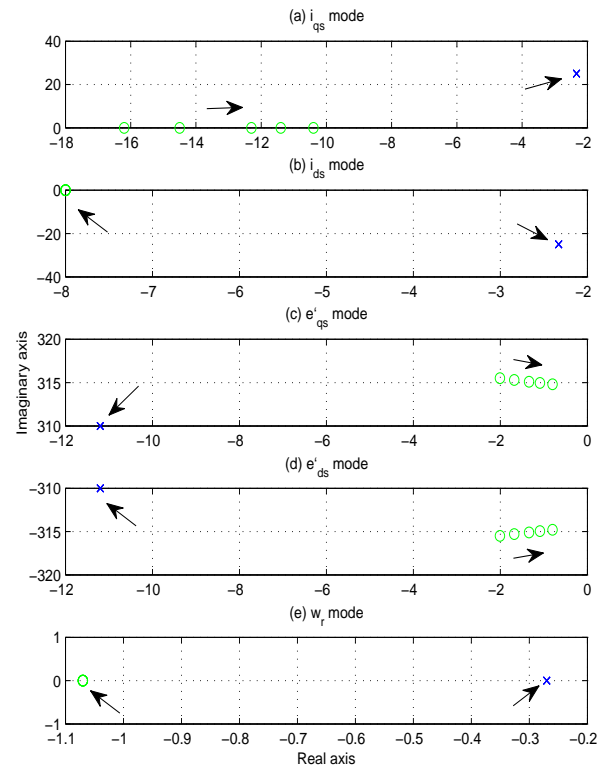 (a) i_qs mode
40
20
0
−18 −16 −14 −12 −10 −8 −6 −4 −2
(b) i_ds mode
0
−20
−40
−8 −7 −6 −5 −4 −3 −2
(c) e‘_qs mode
320
315
310
−12 −10 −8 −6 −4 −2 0
Imaginary axis
(d) e‘_ds mode
−310
−315
−320
−12 −10 −8 −6 −4 −2 0
(e) w_r mode
1
0
−1
−1.1 −1 −0.9 −0.8 −0.7 −0.6 −0.5 −0.4 −0.3 −0.2
Real axis